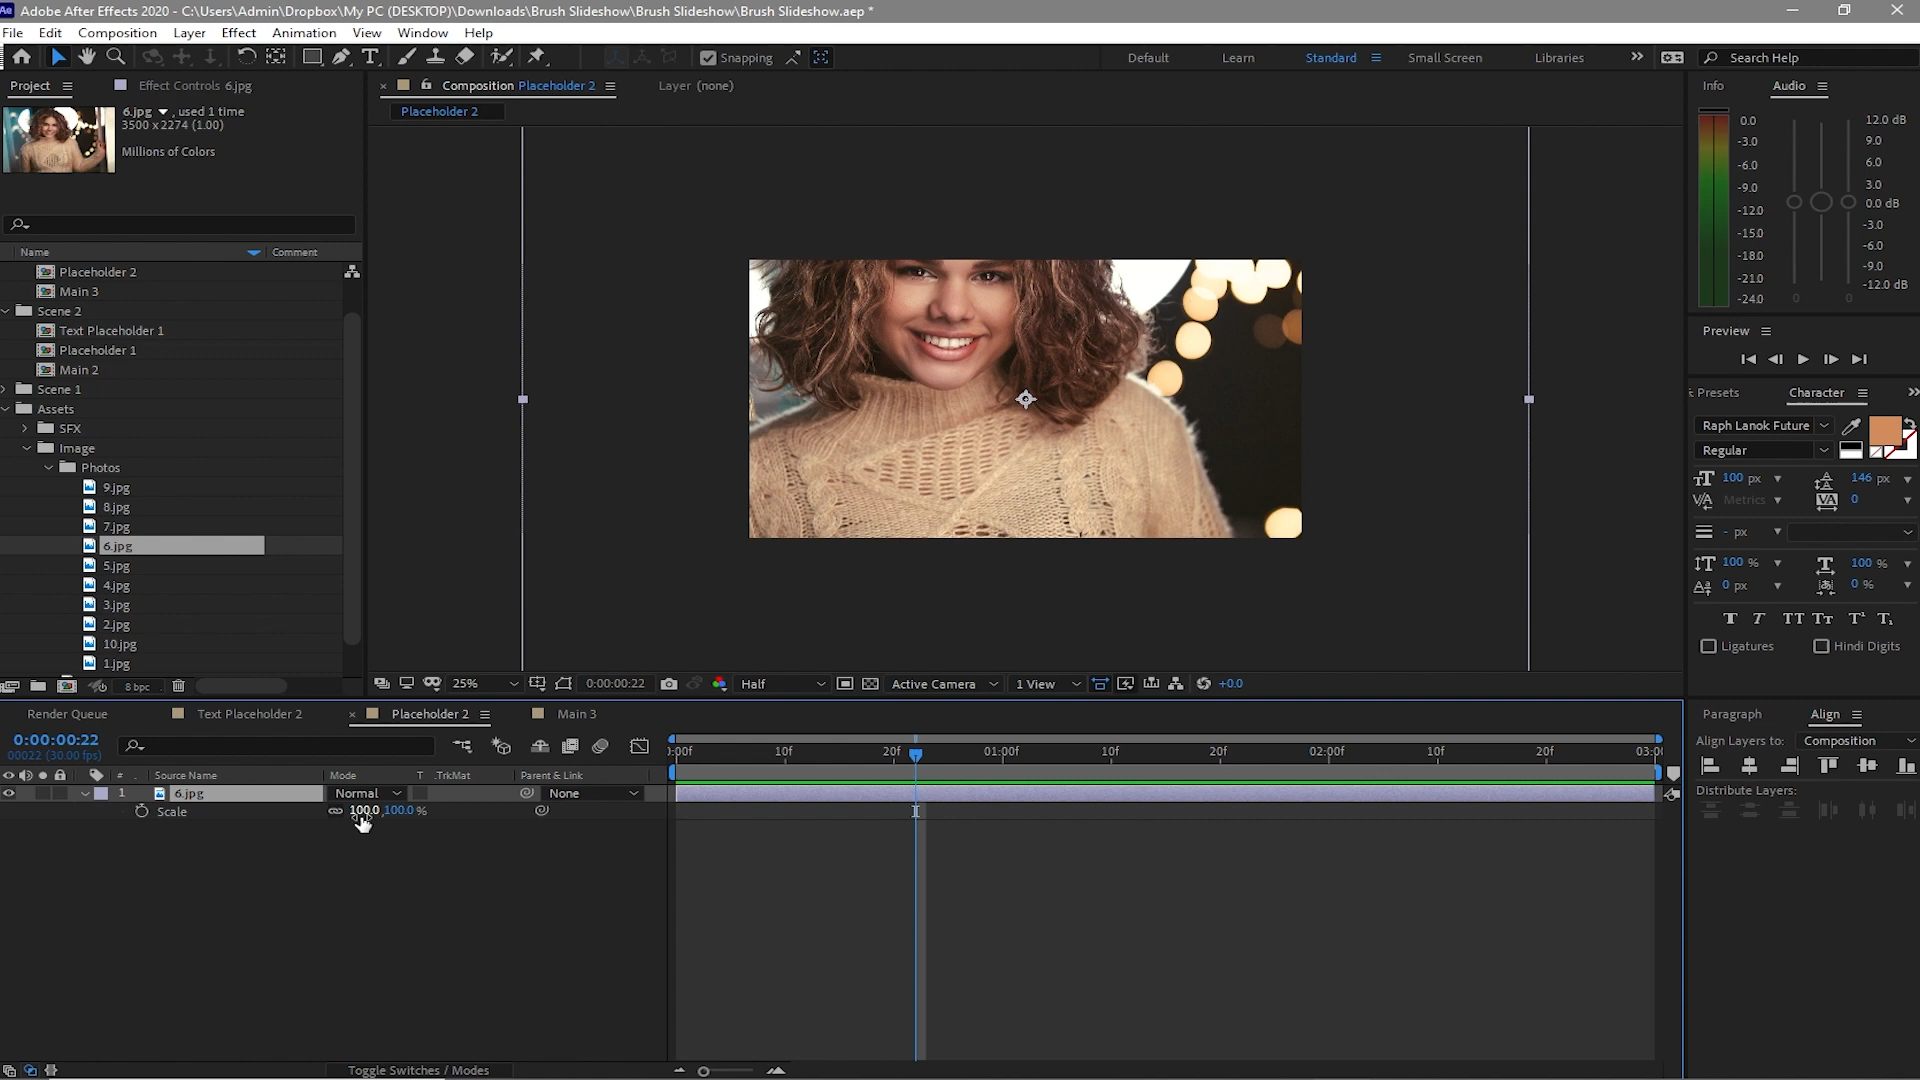 Adobe After Effects 2020 - C:\Users\Admin\Dropbox\My PC (DESKTOP)\Downloads\Brush Slideshow\Brush Slideshow\Brush Slideshow.aep *
File Edit Composition Layer Effect Animation View Window Help
Snapping Default Learn Standard Small Screen Libraries Search Help
Project Effect Controls 6.jpg Composition Placeholder 2 Layer (none) Info Audio
6.jpg , used 1 time
3500 x 2274 (1.00)
Millions of Colors
Placeholder 2
0.0 12.0 dB
-3.0 9.0
-6.0 6.0
-9.0 3.0
-12.0 0.0 dB
-15.0 -3.0
-18.0 -6.0
-21.0 -9.0
-24.0 0 0 -12.0 dB
Name Comment
Placeholder 2
Main 3
Scene 2
Text Placeholder 1
Placeholder 1
Main 2
Scene 1
Assets
SFX
Image
Photos
9.jpg
8.jpg
7.jpg
6.jpg
5.jpg
4.jpg
3.jpg
2.jpg
10.jpg
1.jpg
8 bpc
Preview
Presets Character
Raph Lanok Future
Regular
100 px 146 px
Metrics 0
- px
100 % 100 %
0 px 0 %
Ligatures Hindi Digits
25% 0:00:00:22 Half Active Camera 1 View +0.0
Render Queue Text Placeholder 2 Placeholder 2 Main 3
Paragraph Align
0:00:00:22
00022 (30.00 fps)
Align Layers to: Composition
Distribute Layers:
):00f 10f 20f 01:00f 10f 20f 02:00f 10f 20f 03:0(
# Source Name Mode T .TrkMat Parent & Link
1 6.jpg Normal None
Scale 100.0,100.0 %
Toggle Switches / Modes